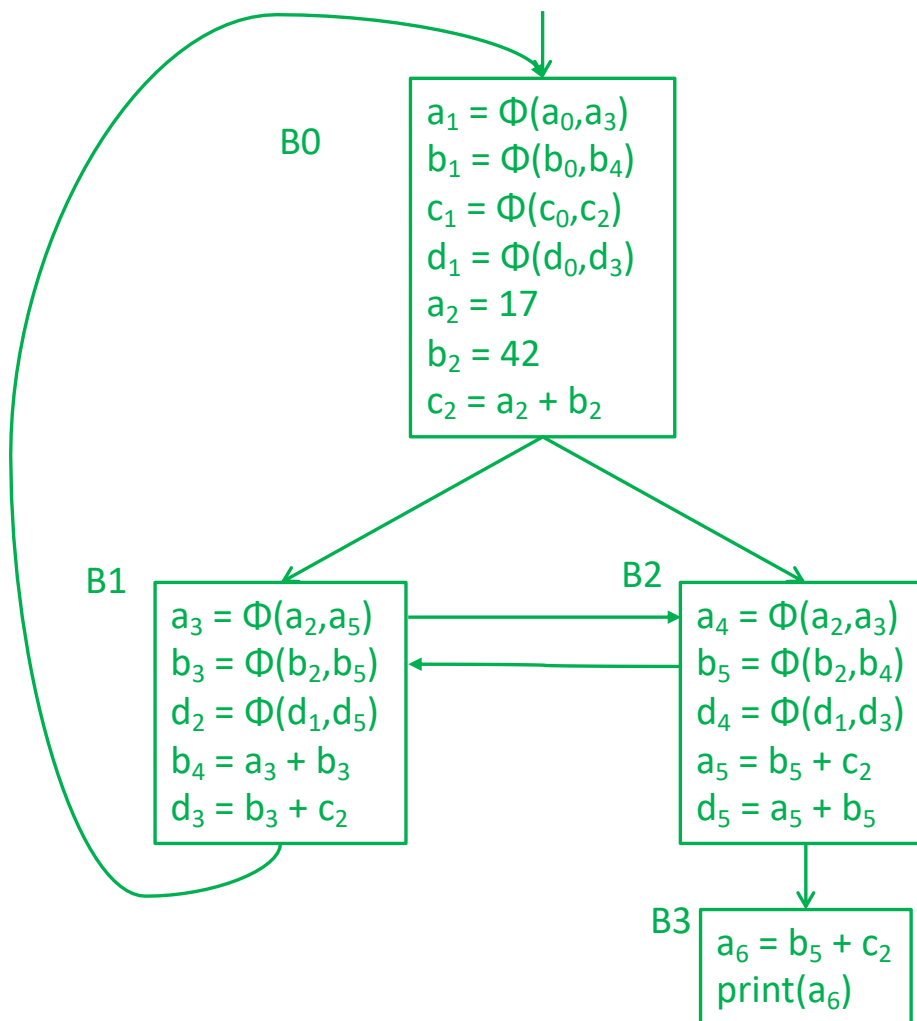 B0
a₁ = Φ(a₀,a₃)
b₁ = Φ(b₀,b₄)
c₁ = Φ(c₀,c₂)
d₁ = Φ(d₀,d₃)
a₂ = 17
b₂ = 42
c₂ = a₂ + b₂
B1
a₃ = Φ(a₂,a₅)
b₃ = Φ(b₂,b₅)
d₂ = Φ(d₁,d₅)
b₄ = a₃ + b₃
d₃ = b₃ + c₂
B2
a₄ = Φ(a₂,a₃)
b₅ = Φ(b₂,b₄)
d₄ = Φ(d₁,d₃)
a₅ = b₅ + c₂
d₅ = a₅ + b₅
B3
a₆ = b₅ + c₂
print(a₆)